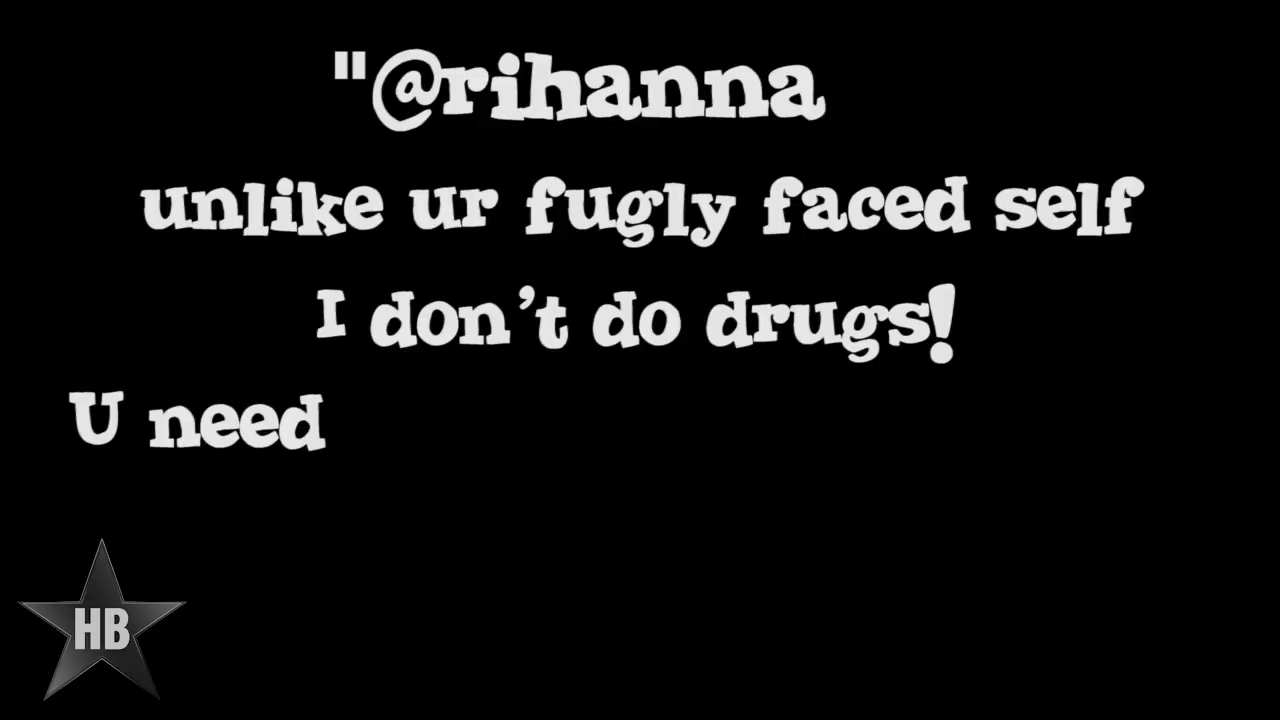 "@rihanna
unlike ur fugly faced self
I don't do drugs!
U need
HB